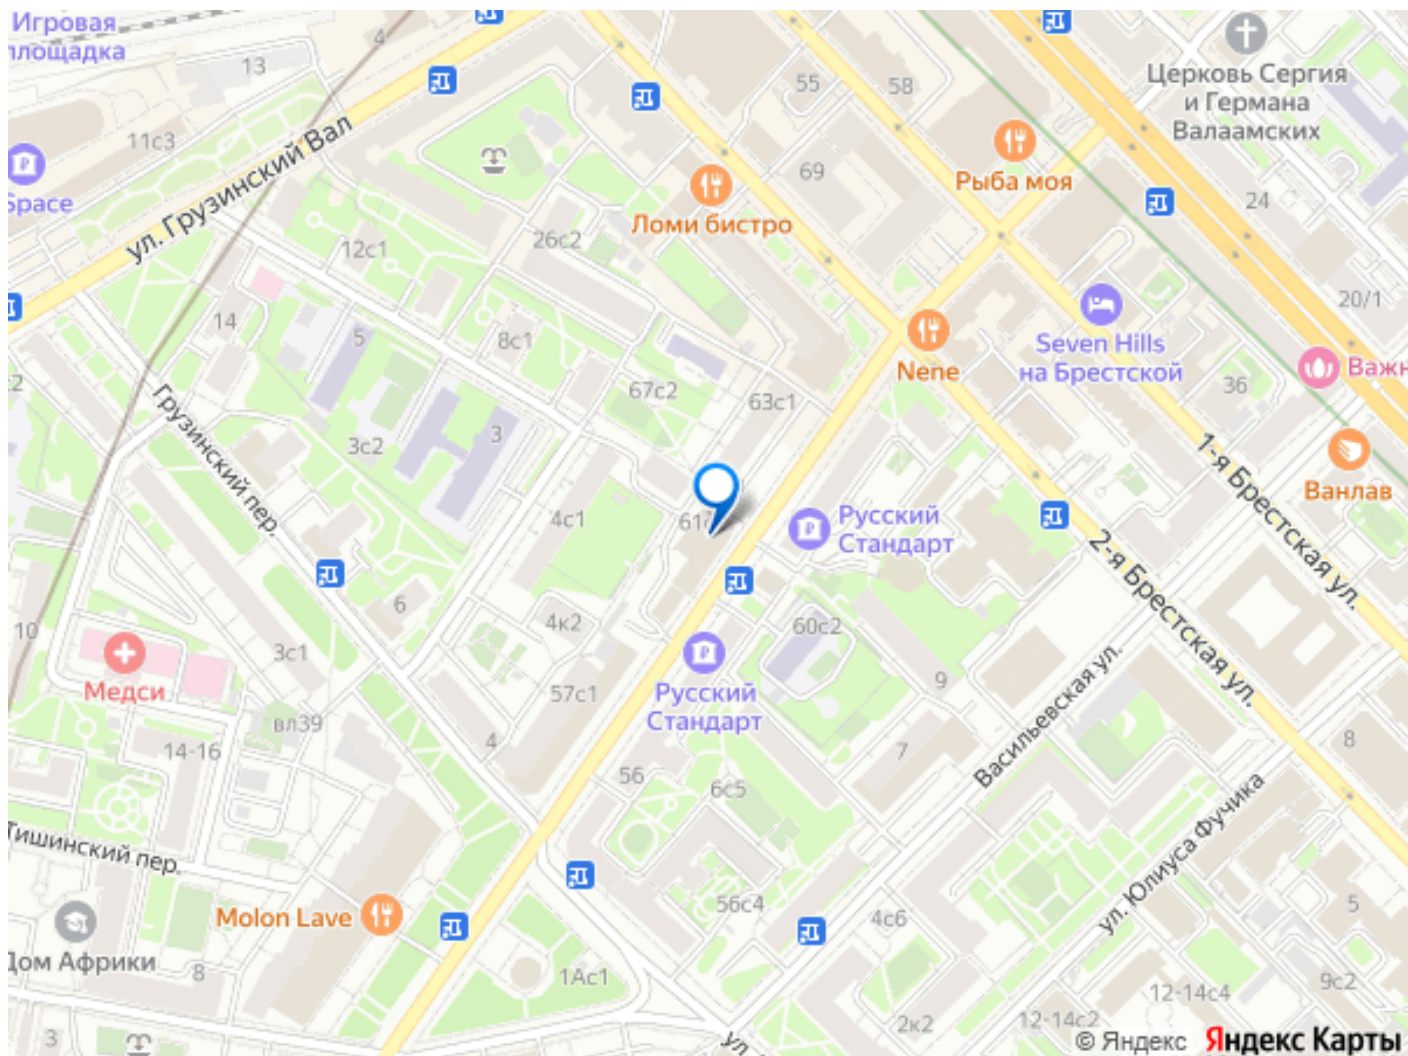 Игровая
площадка
4
13
11с3
ул. Грузинский Вал
Space
12с1
26с2
14
5
8с1
55
58
69
Ломи бистро
Рыба моя
Церковь Сергия
и Германа
Валаамских
24
20/1
Nene
Seven Hills
на Брестской
36
Важн
Ванлав
67с2
63с1
3с2
3
Грузинский пер.
4с1
Русский
Стандарт
1-я Брестская ул.
2-я Брестская ул.
6
4к2
60с2
10
3с1
Медси
вл39
57с1
Русский
Стандарт
9
Васильевская ул.
14-16
4
7
8
56
6с5
ул. Юлиуса Фучика
Тишинский пер.
Molon Lave
56с4
4с6
5
Дом Африки
8
1Ас1
9с2
12-14с4
12-14с2
2к2
3
ул.
© Яндекс Яндекс Карты